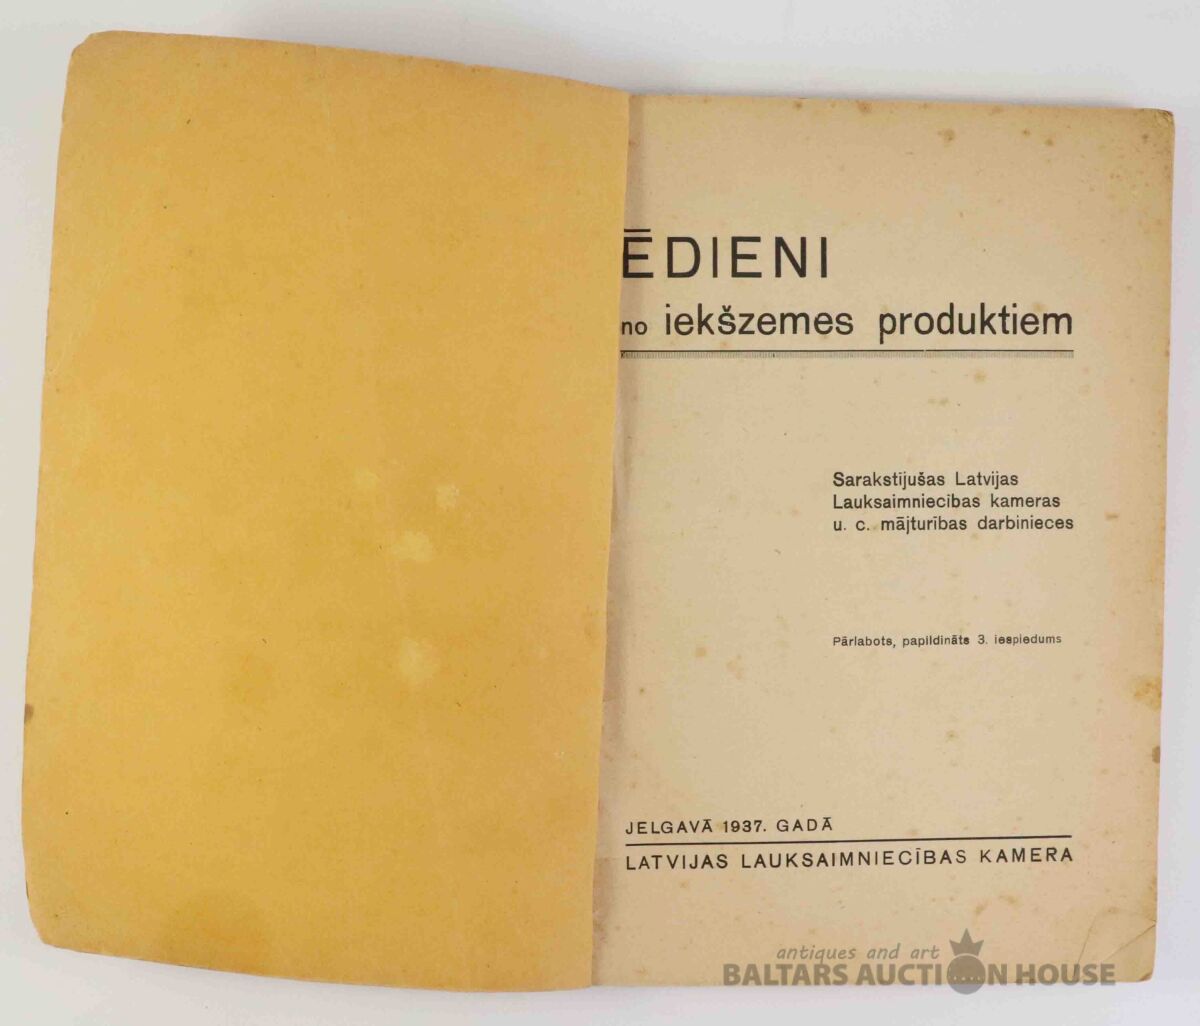 ĒDIENI
no iekšzemes produktiem
Sarakstījušas Latvijas
Lauksaimniecības kameras
u. c. mājturības darbinieces
Pārlabots, papildināts 3. iespiedums
JELGAVĀ 1937. GADĀ
LATVIJAS LAUKSAIMNIECĪBAS KAMERA
antiques and art
BALTARS AUCTION HOUSE